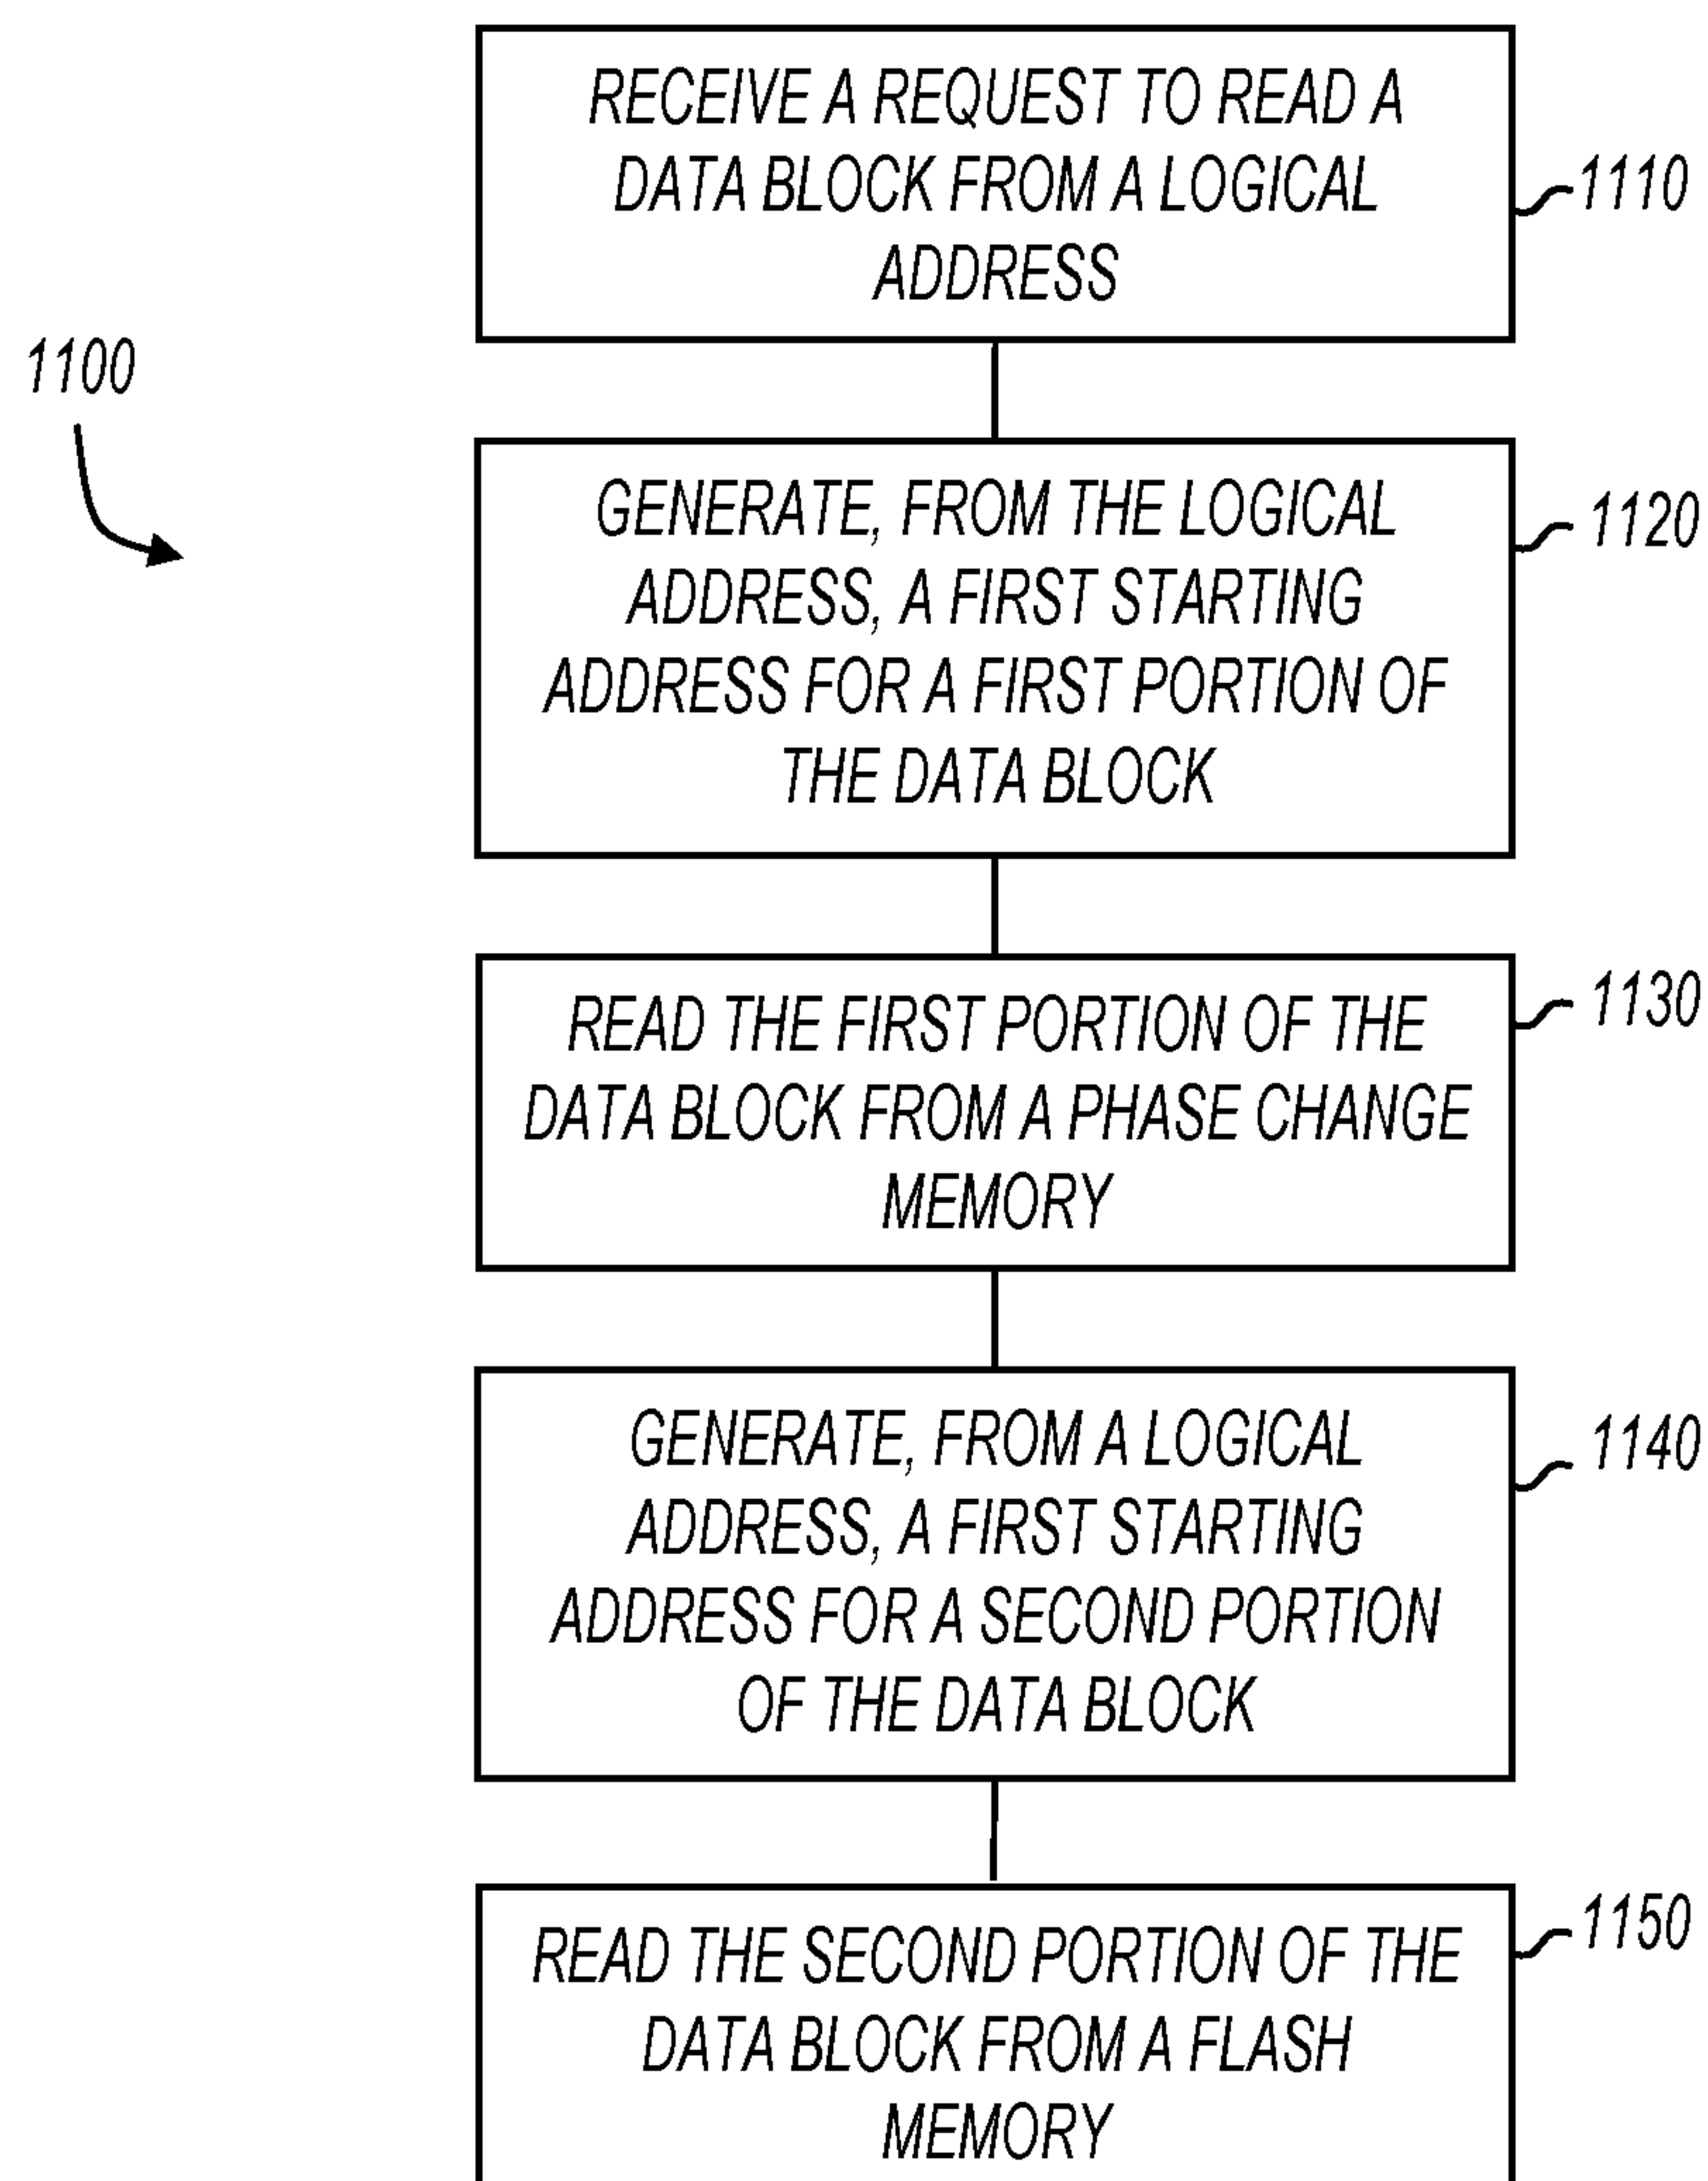 RECEIVE A REQUEST TO READ A
DATA BLOCK FROM A LOGICAL
ADDRESS
1110
1100
GENERATE, FROM THE LOGICAL
ADDRESS, A FIRST STARTING
ADDRESS FOR A FIRST PORTION OF
THE DATA BLOCK
1120
READ THE FIRST PORTION OF THE
DATA BLOCK FROM A PHASE CHANGE
MEMORY
1130
GENERATE, FROM A LOGICAL
ADDRESS, A FIRST STARTING
ADDRESS FOR A SECOND PORTION
OF THE DATA BLOCK
1140
READ THE SECOND PORTION OF THE
DATA BLOCK FROM A FLASH
MEMORY
1150